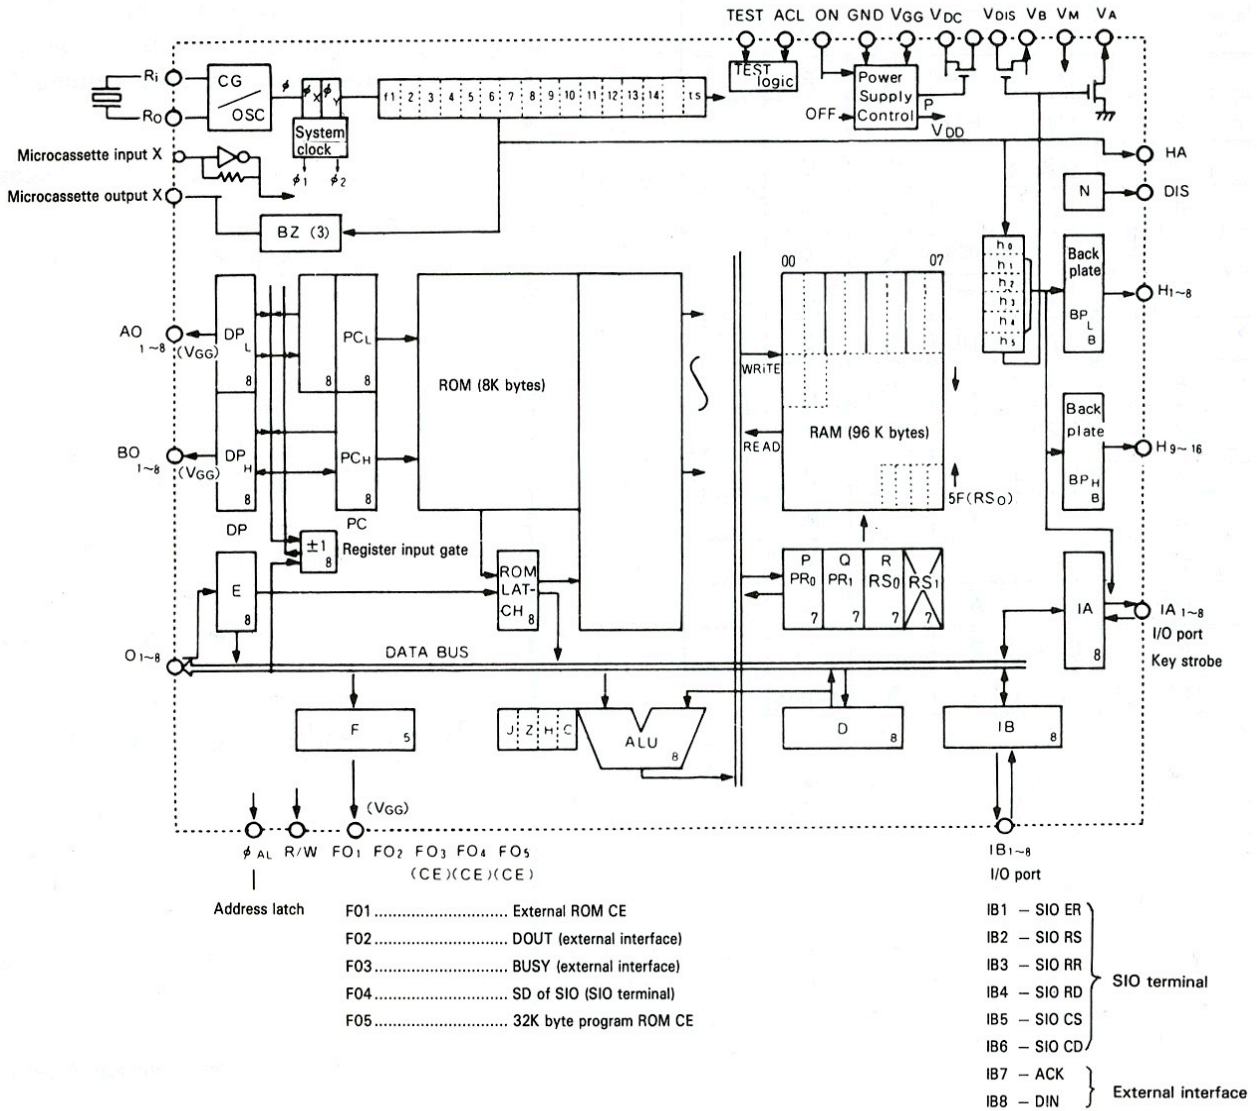 TEST ACL ON GND VGG VDC VDIS VB VM VA
Ri
CG
OSC
φ
φX φY
f1 2 3 4 5 6 7 8 9 10 11 12 13 14 ts
TEST logic
Power
Supply
Control
P
OFF
VDD
Ro
System
clock
φ1 φ2
Microcassette input X
Microcassette output X
BZ (3)
HA
N
DIS
00 07
h0
h1
h2
h3
h4
h5
Back
plate
BPL
B
H1~8
AO
1~8 (VGG)
DPL
8
8
PCL
8
ROM (8K bytes)
WRITE
RAM (96 K bytes)
READ
5F(RS0)
BO
1~8 (VGG)
DPH
8
PCH
8
Back
plate
BPH
B
H9~16
DP
PC
±1
8
Register input gate
E
8
ROM
LAT-
CH 8
P
PR0
7
Q
PR1
7
R
RS0
7
RS1
7
IA
8
IA 1~8
I/O port
Key strobe
O1~8
DATA BUS
F
5
J Z H C
ALU
8
D
8
IB
8
(VGG)
φ AL R/W FO1 FO2 FO3 FO4 FO5
(CE)(CE)(CE)
Address latch
IB1~8
I/O port
F01 .............................. External ROM CE
F02 .............................. DOUT (external interface)
F03 .............................. BUSY (external interface)
F04 .............................. SD of SIO (SIO terminal)
F05 .............................. 32K byte program ROM CE
IB1 – SIO ER
IB2 – SIO RS
IB3 – SIO RR
IB4 – SIO RD
IB5 – SIO CS
IB6 – SIO CD
SIO terminal
IB7 – ACK
IB8 – DIN
External interface